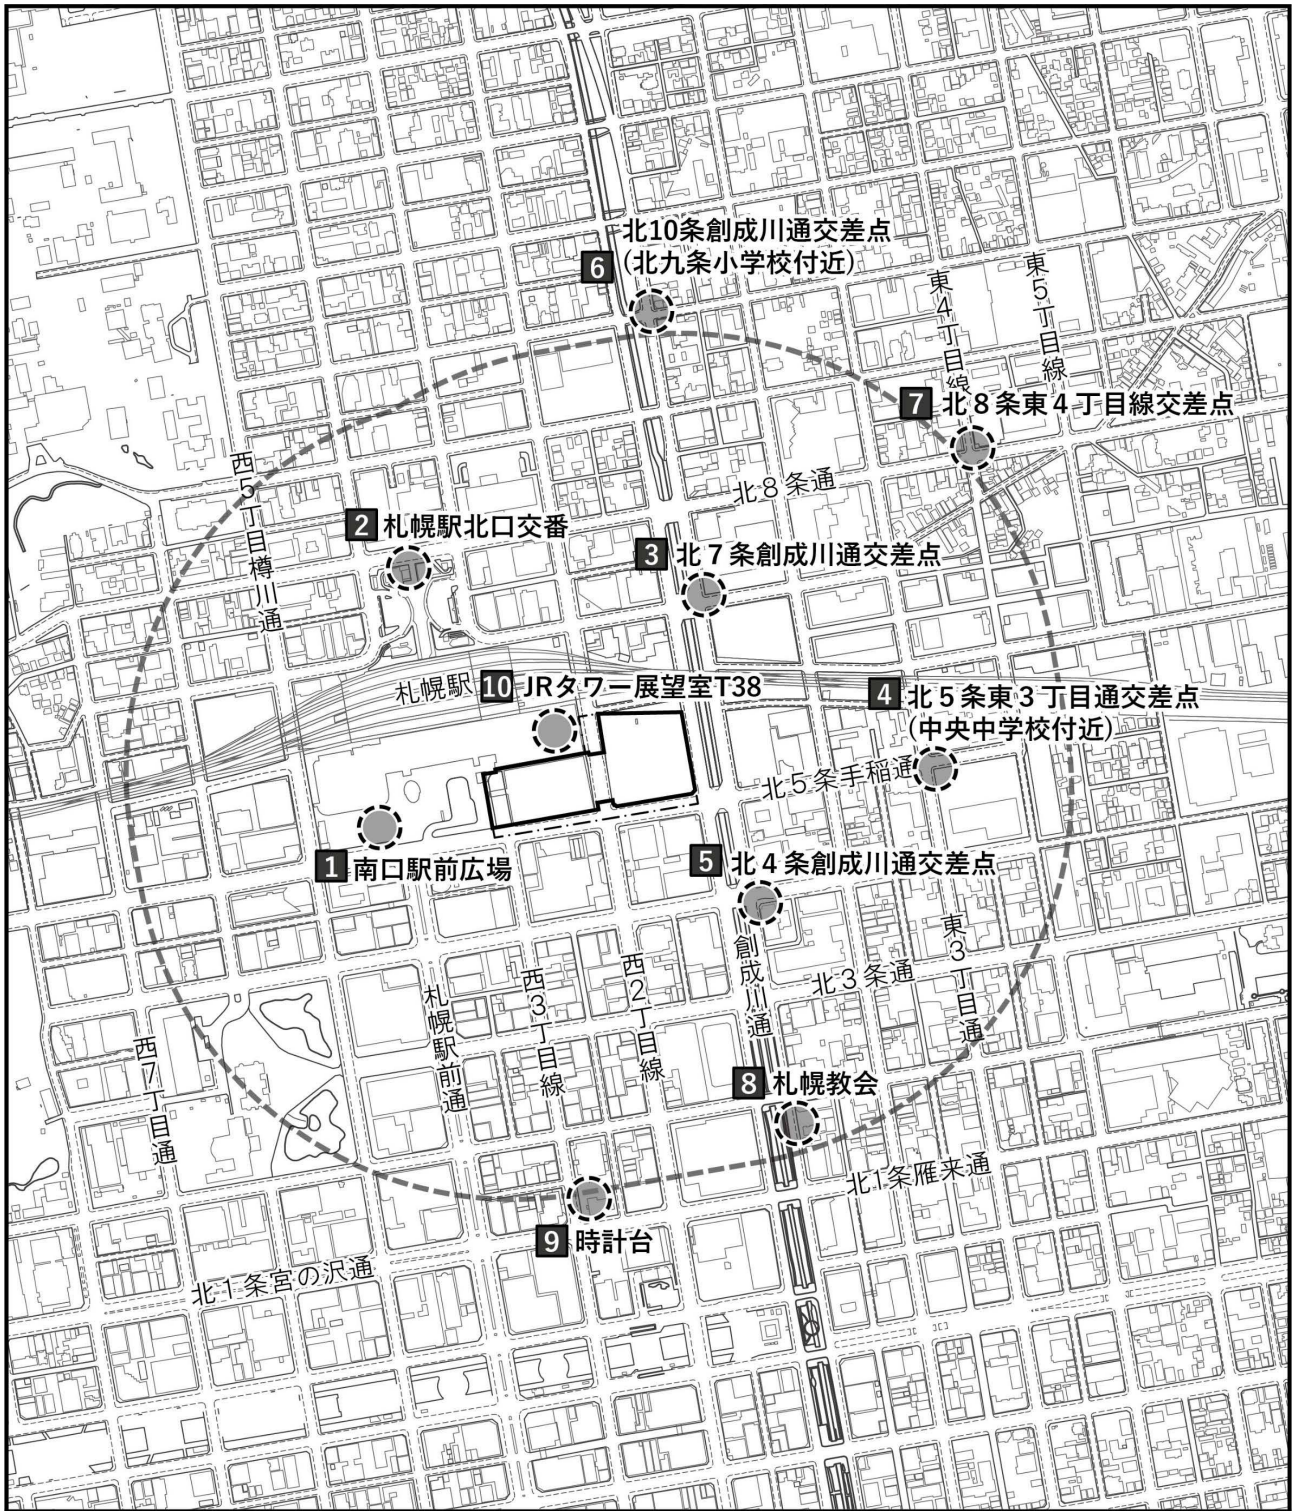 6 北10条創成川通交差点
(北九条小学校付近)
東4丁目線
東5丁目線
7 北8条東4丁目線交差点
西5丁目樽川通
北8条通
2 札幌駅北口交番
3 北7条創成川通交差点
札幌駅
10 JRタワー展望室T38
4 北5条東3丁目通交差点
(中央中学校付近)
北5条手稲通
1 南口駅前広場
5 北4条創成川通交差点
創成川通
北3条通
東3丁目通
西2丁目線
西3丁目線
札幌駅前通
西7丁目通
8 札幌教会
北1条雁来通
9 時計台
北1条宮の沢通